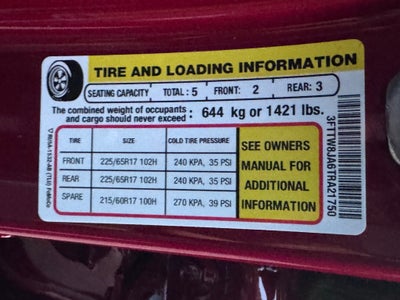 TIRE AND LOADING INFORMATION
SEATING CAPACITY TOTAL : 5 FRONT: 2 REAR: 3
The combined weight of occupants and cargo should never exceed : 644 kg or 1421 lbs.
TIRE SIZE COLD TIRE PRESSURE
FRONT 225/65R17 102H 240 KPA, 35 PSI
REAR 225/65R17 102H 240 KPA, 35 PSI
SPARE 215/60R17 100H 270 KPA, 39 PSI
SEE OWNERS
MANUAL FOR
ADDITIONAL
INFORMATION
3FTTW8JA6TRA21750